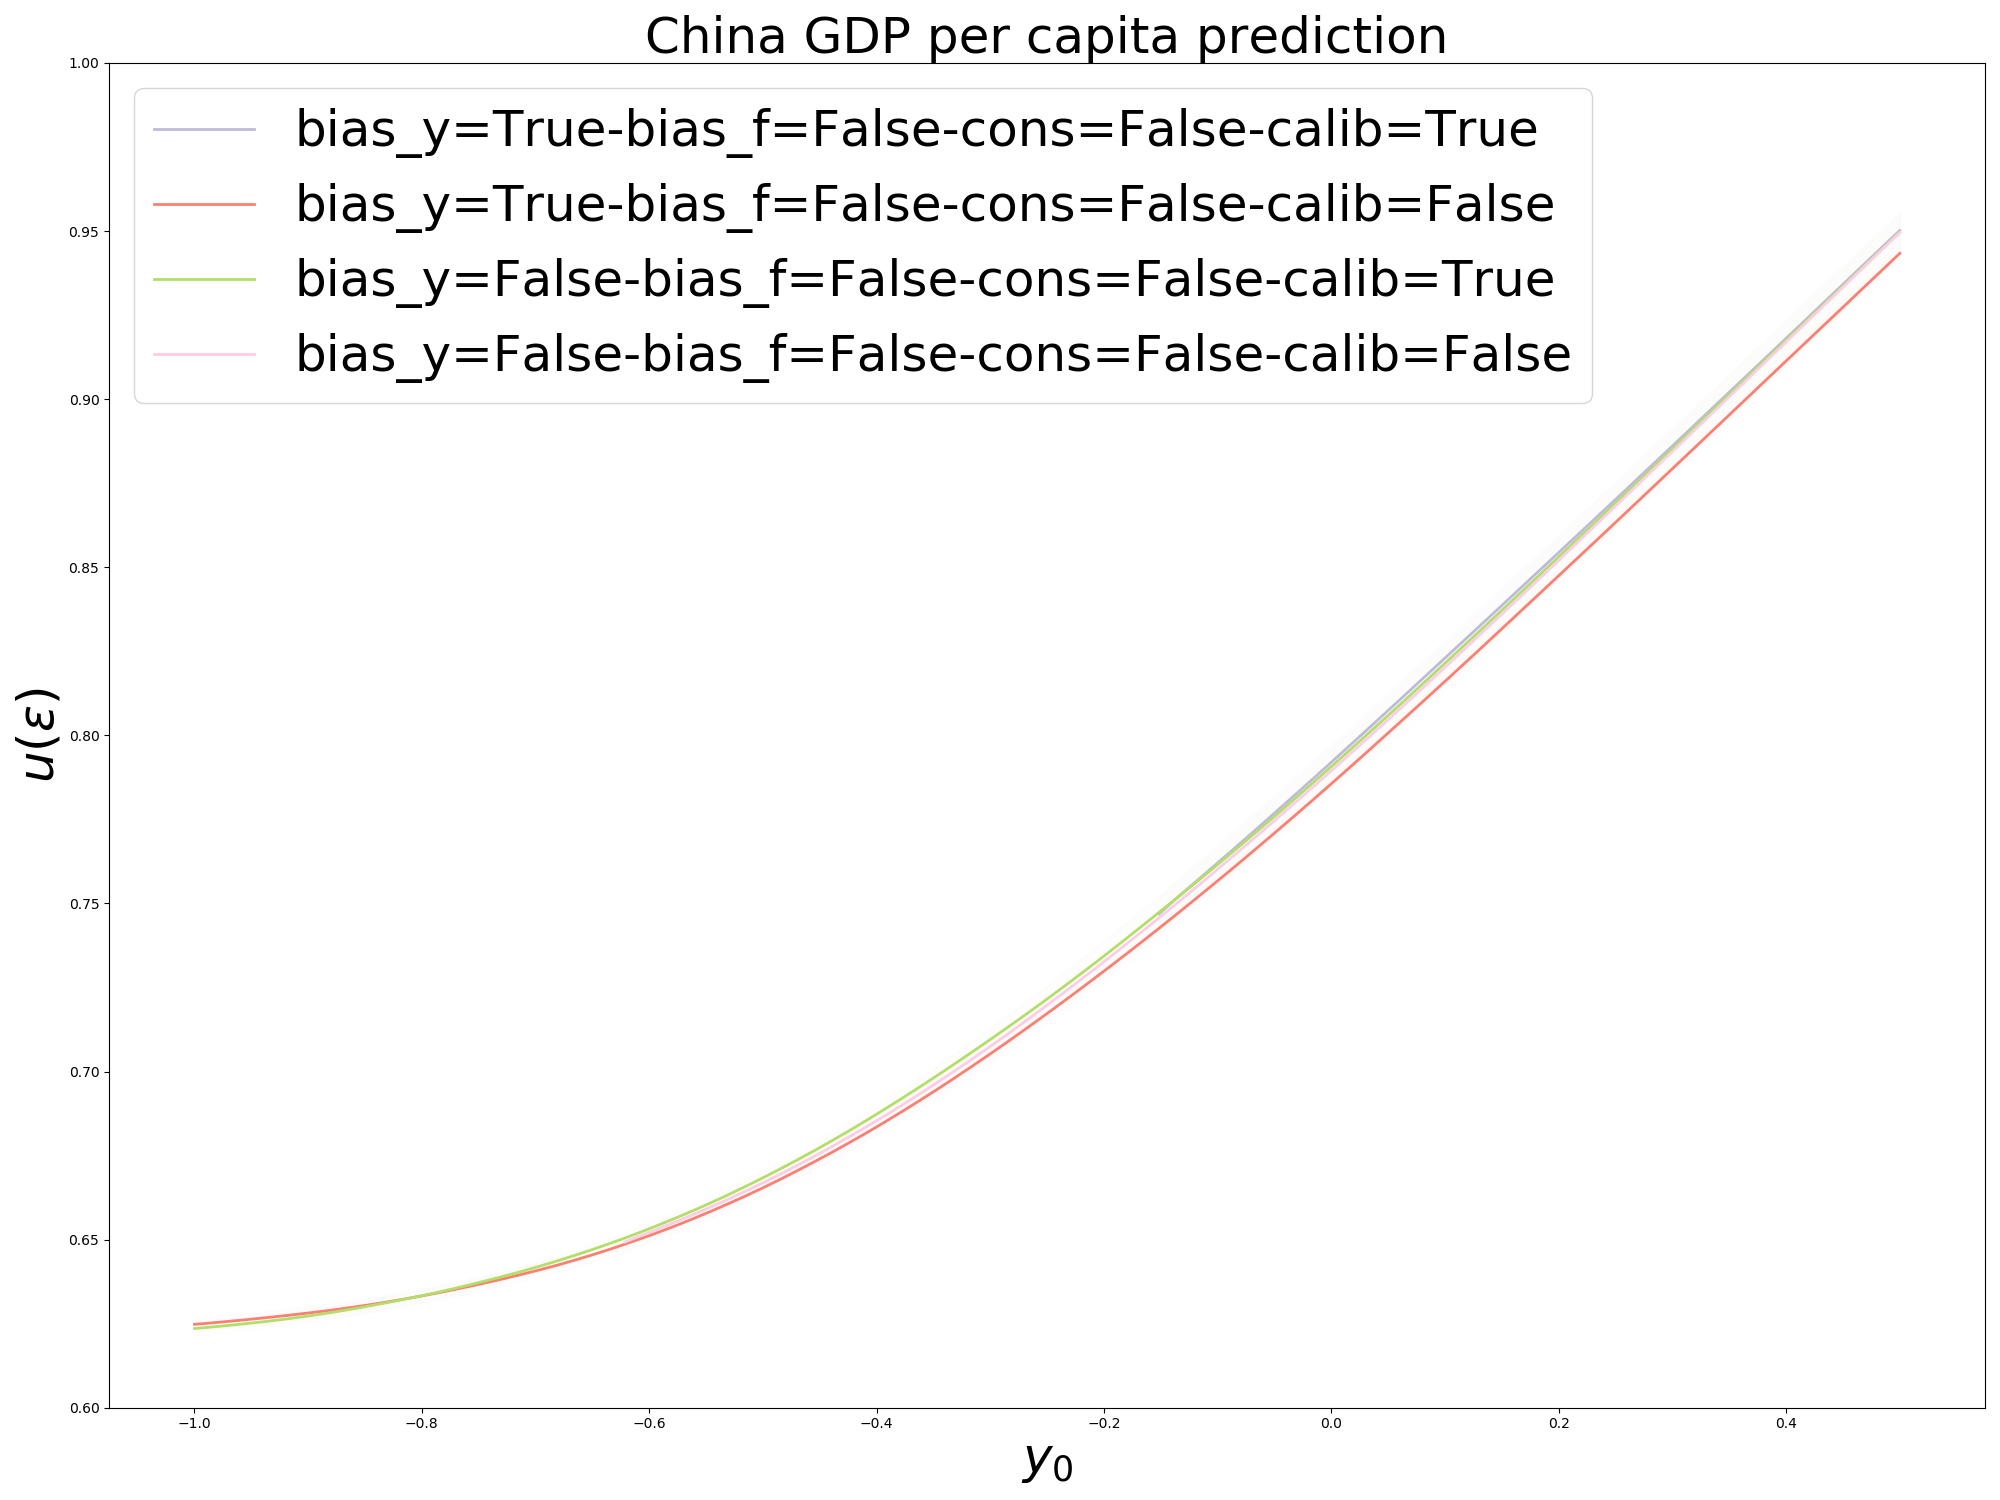 China GDP per capita prediction
bias_y=True-bias_f=False-cons=False-calib=True
bias_y=True-bias_f=False-cons=False-calib=False
bias_y=False-bias_f=False-cons=False-calib=True
bias_y=False-bias_f=False-cons=False-calib=False
1.00
0.95
0.90
0.85
0.80
0.75
0.70
0.65
0.60
u(ε)
−1.0 −0.8 −0.6 −0.4 −0.2 0.0 0.2 0.4
y₀